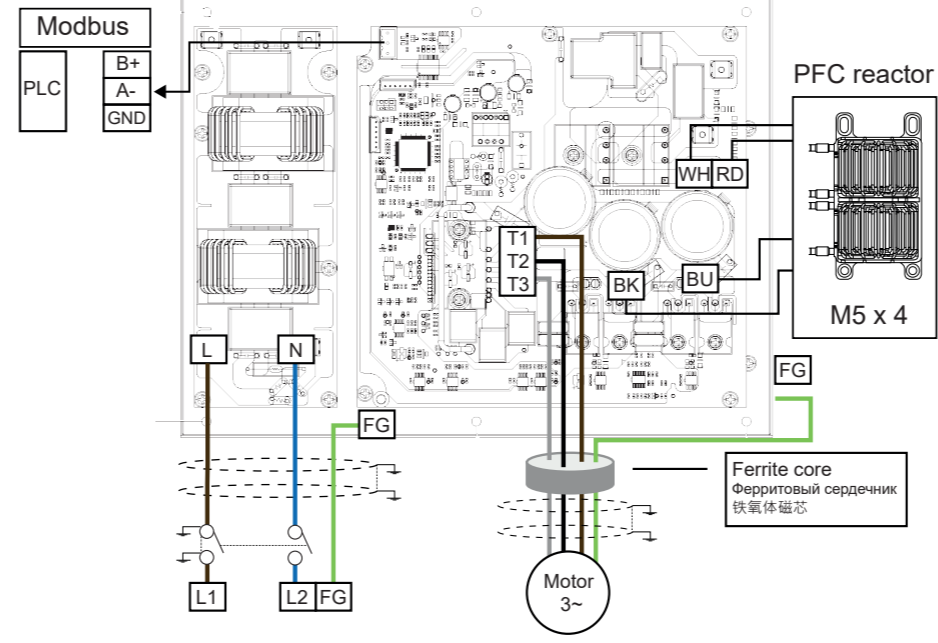 Modbus
PLC
B+
A-
GND
PFC reactor
WH RD
T1
T2
T3
BK
BU
M5 x 4
L
N
FG
FG
Ferrite core
Ферритовый сердечник
铁氧体磁芯
Motor
3~
L1
L2 FG